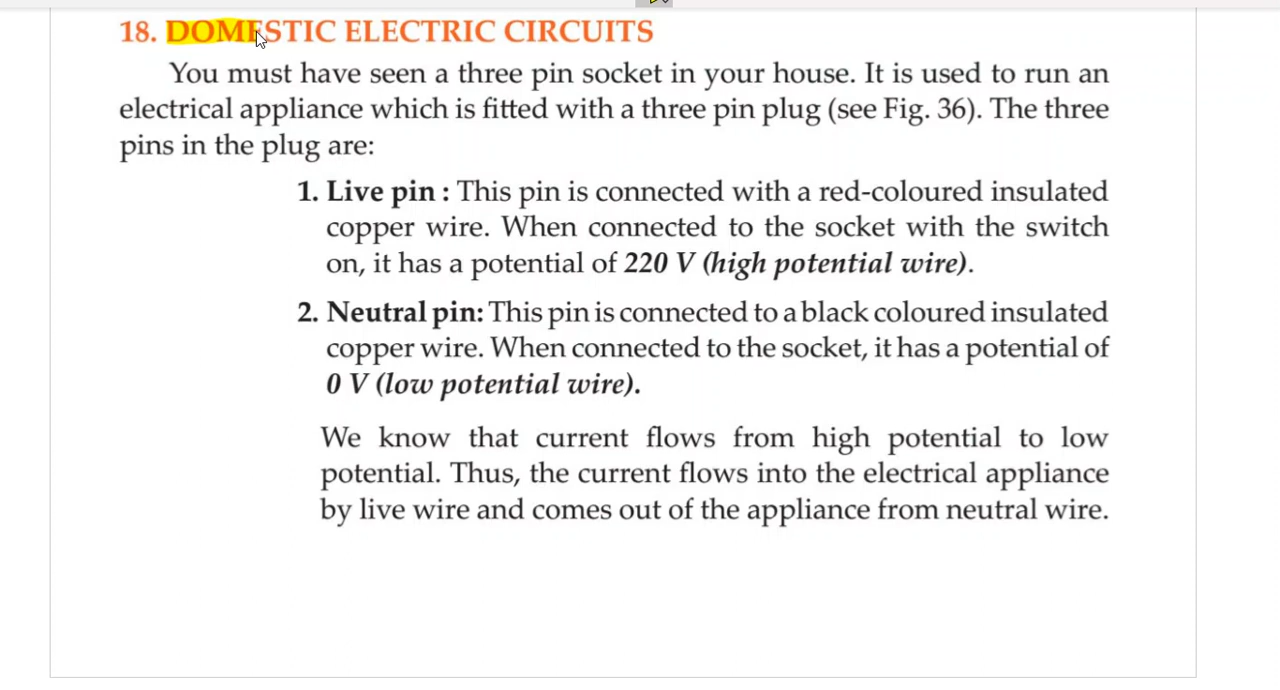 18. DOMESTIC ELECTRIC CIRCUITS
You must have seen a three pin socket in your house. It is used to run an
electrical appliance which is fitted with a three pin plug (see Fig. 36). The three
pins in the plug are:
1. Live pin : This pin is connected with a red-coloured insulated
copper wire. When connected to the socket with the switch
on, it has a potential of 220 V (high potential wire).
2. Neutral pin: This pin is connected to a black coloured insulated
copper wire. When connected to the socket, it has a potential of
0 V (low potential wire).
We know that current flows from high potential to low
potential. Thus, the current flows into the electrical appliance
by live wire and comes out of the appliance from neutral wire.